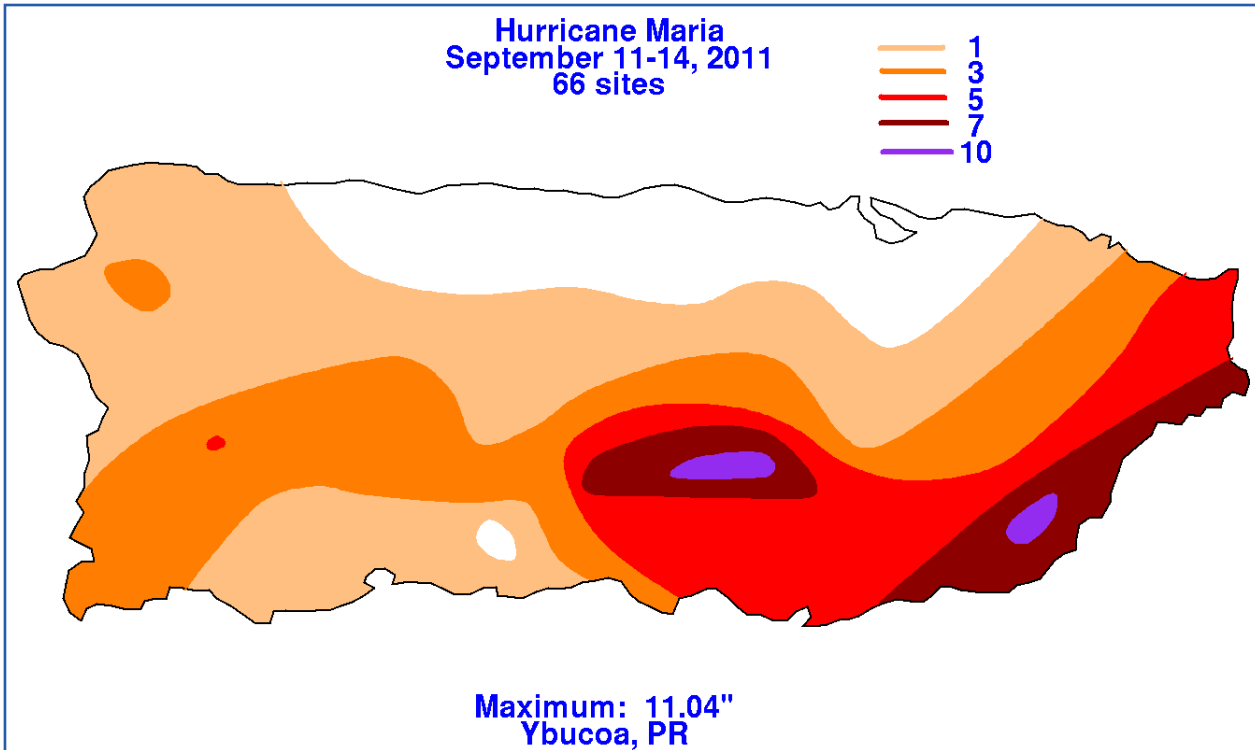 Hurricane Maria
September 11-14, 2011
66 sites
1
3
5
7
10
Maximum: 11.04"
Ybucoa, PR